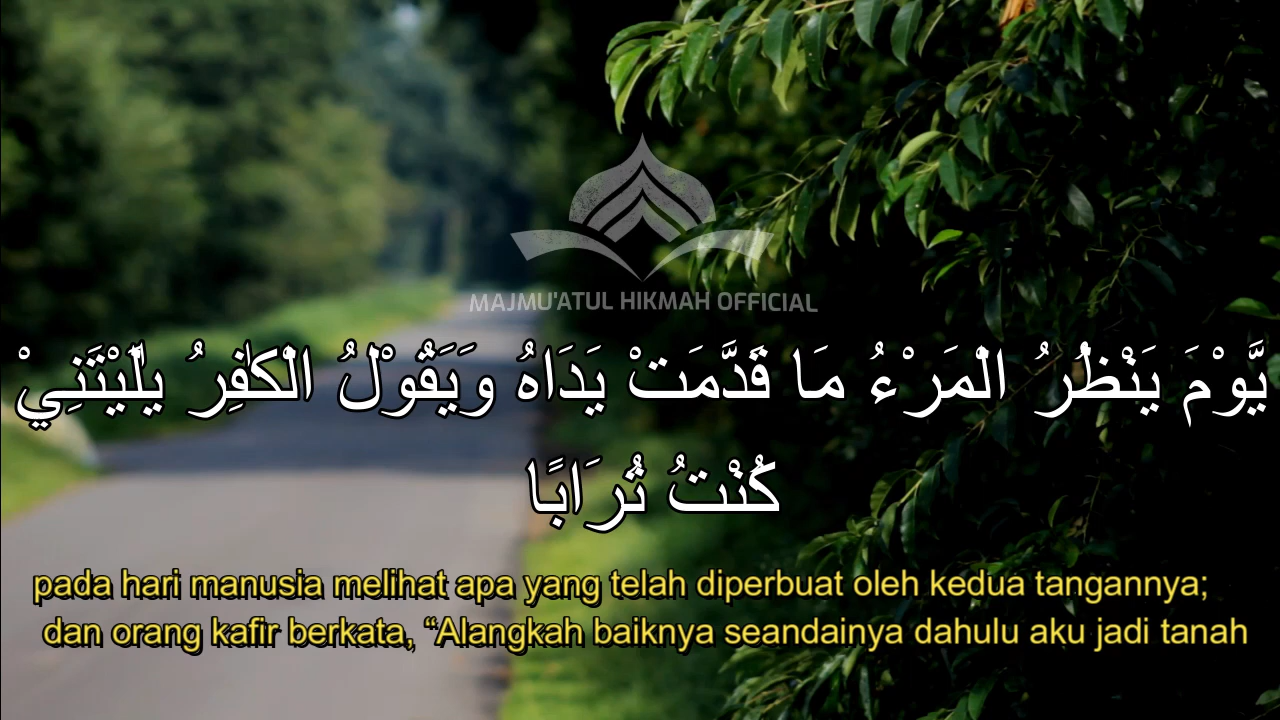 MAJMU'ATUL HIKMAH OFFICIAL
يَّوْمَ يَنْظُرُ الْمَرْءُ مَا قَدَّمَتْ يَدَاهُ وَيَقُوْلُ الْكٰفِرُ يٰلَيْتَنِيْ
كُنْتُ تُرَابًا
pada hari manusia melihat apa yang telah diperbuat oleh kedua tangannya;
dan orang kafir berkata, “Alangkah baiknya seandainya dahulu aku jadi tanah